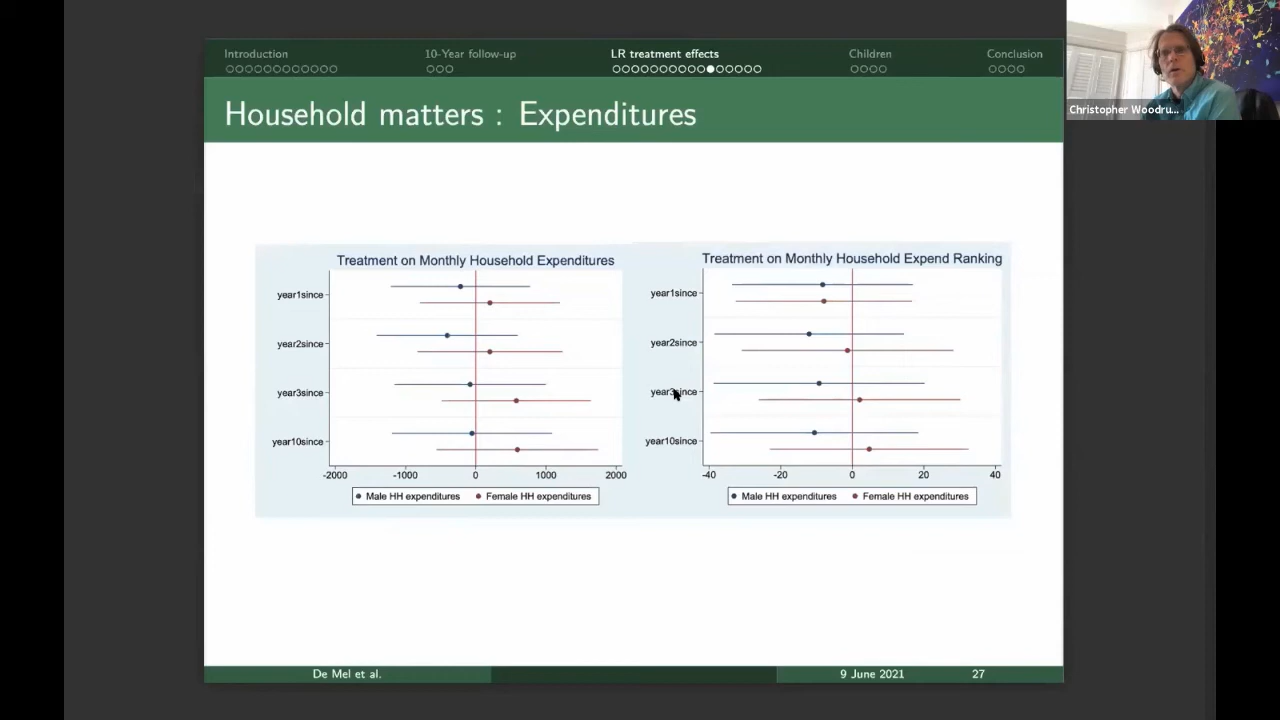 Introduction
10-Year follow-up
LR treatment effects
Children
Conclusion
Christopher Woodru...
Household matters : Expenditures
Treatment on Monthly Household Expenditures
year1since
year2since
year3since
year10since
-2000 -1000 0 1000 2000
Male HH expenditures Female HH expenditures
Treatment on Monthly Household Expend Ranking
year1since
year2since
year3since
year10since
-40 -20 0 20 40
Male HH expenditures Female HH expenditures
De Mel et al.
9 June 2021
27